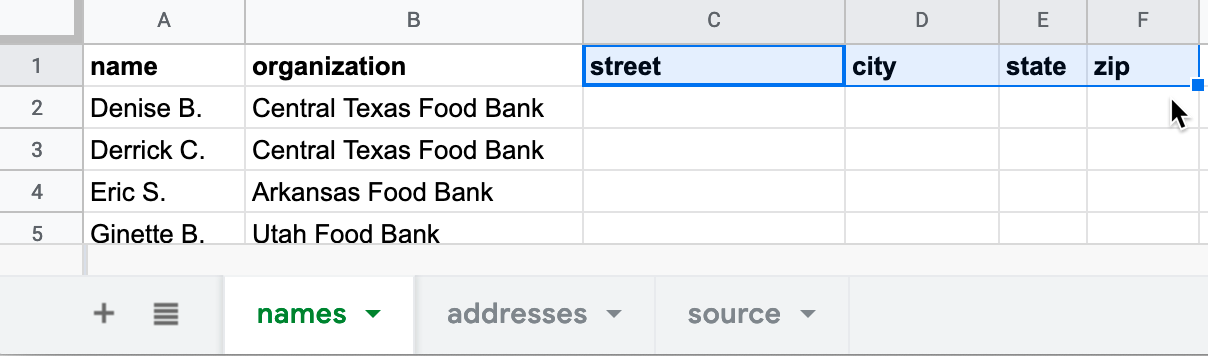 A B C D E F
1 name organization street city state zip
2 Denise B. Central Texas Food Bank
3 Derrick C. Central Texas Food Bank
4 Eric S. Arkansas Food Bank
5 Ginette B. Utah Food Bank
names addresses source